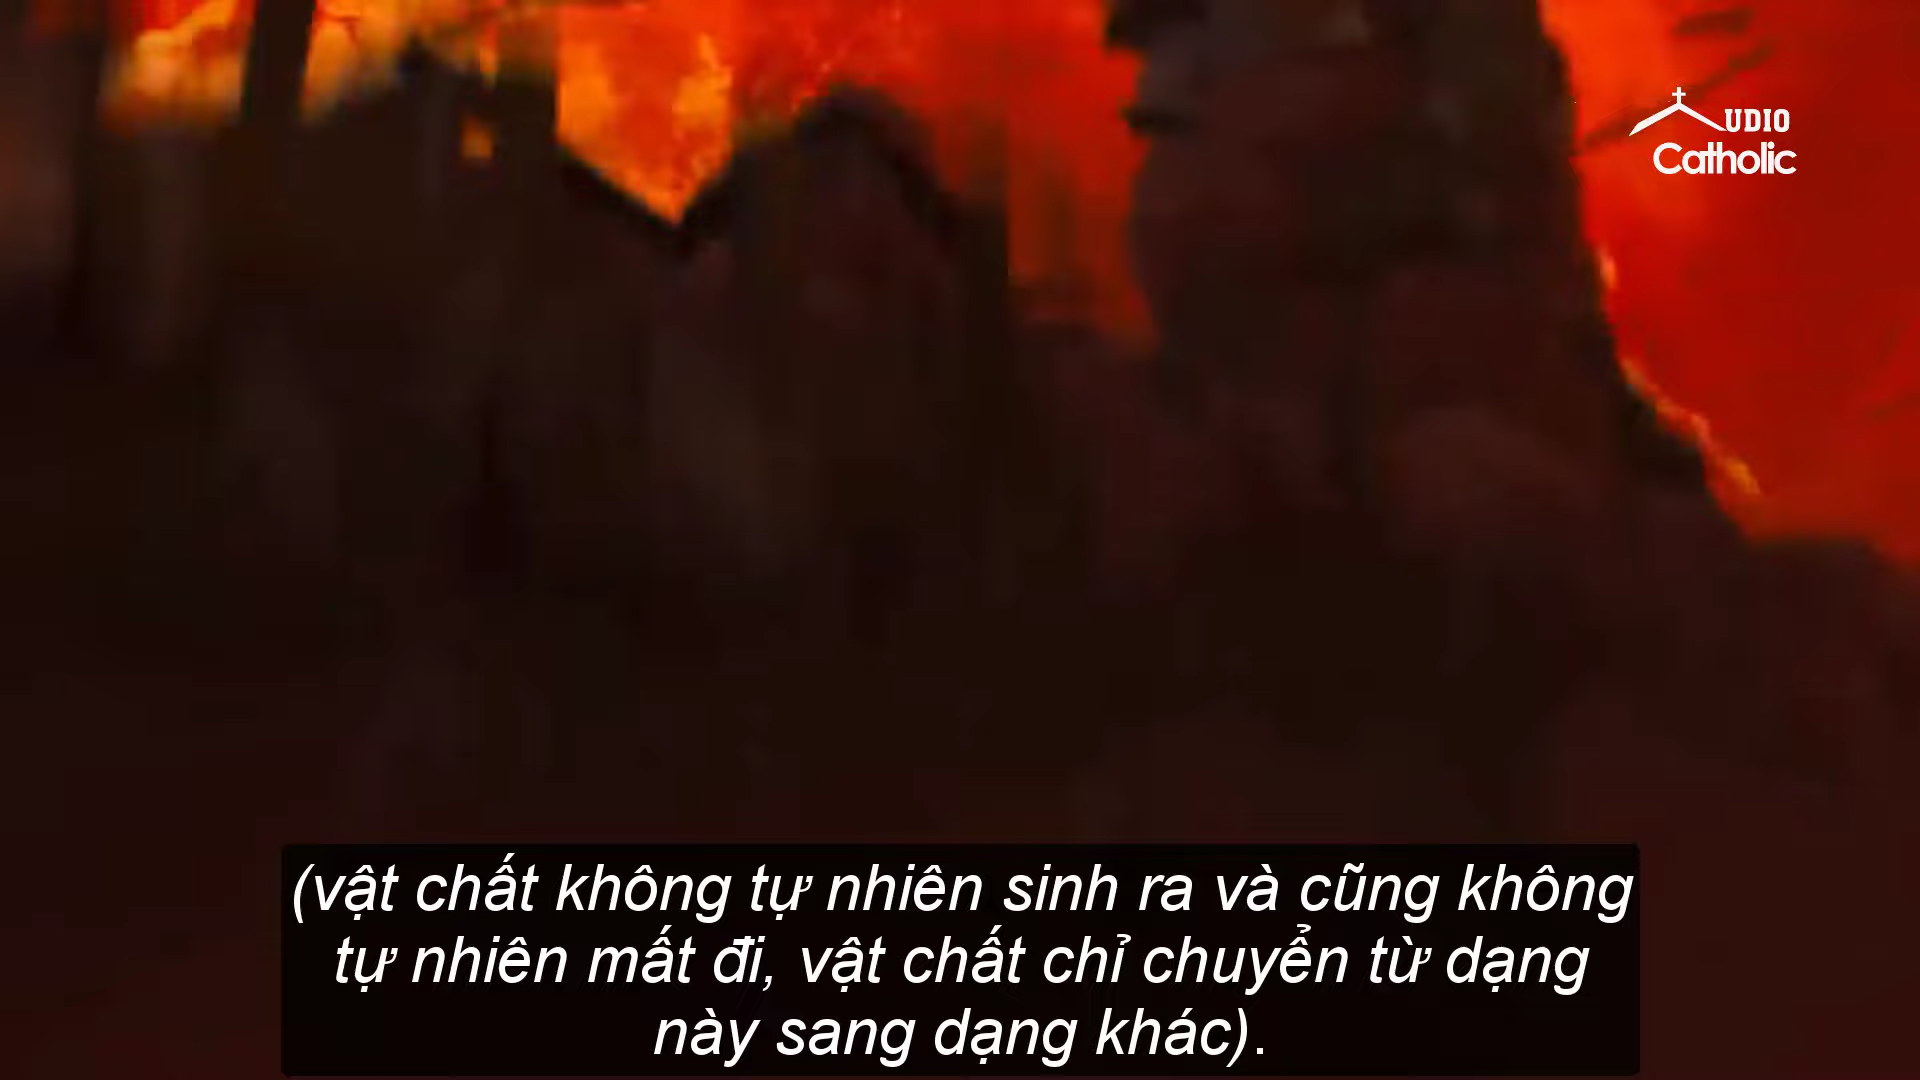 UDIO
Catholic
(vật chất không tự nhiên sinh ra và cũng không
tự nhiên mất đi, vật chất chỉ chuyển từ dạng
này sang dạng khác).